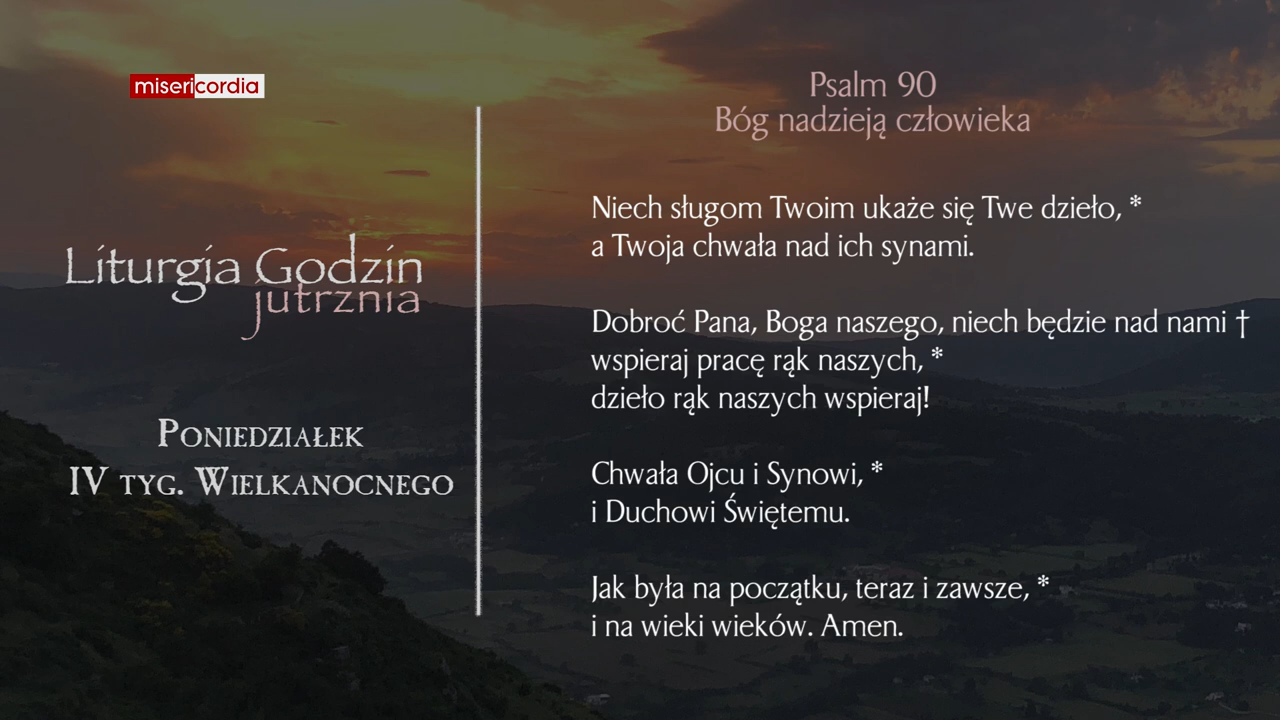 misericordia
Liturgia Godzin
jutrznia
Poniedziałek
IV tyg. Wielkanocnego
Psalm 90
Bóg nadzieją człowieka
Niech sługom Twoim ukaże się Twe dzieło, *
a Twoja chwała nad ich synami.
Dobroć Pana, Boga naszego, niech będzie nad nami †
wspieraj pracę rąk naszych, *
dzieło rąk naszych wspieraj!
Chwała Ojcu i Synowi, *
i Duchowi Świętemu.
Jak była na początku, teraz i zawsze, *
i na wieki wieków. Amen.